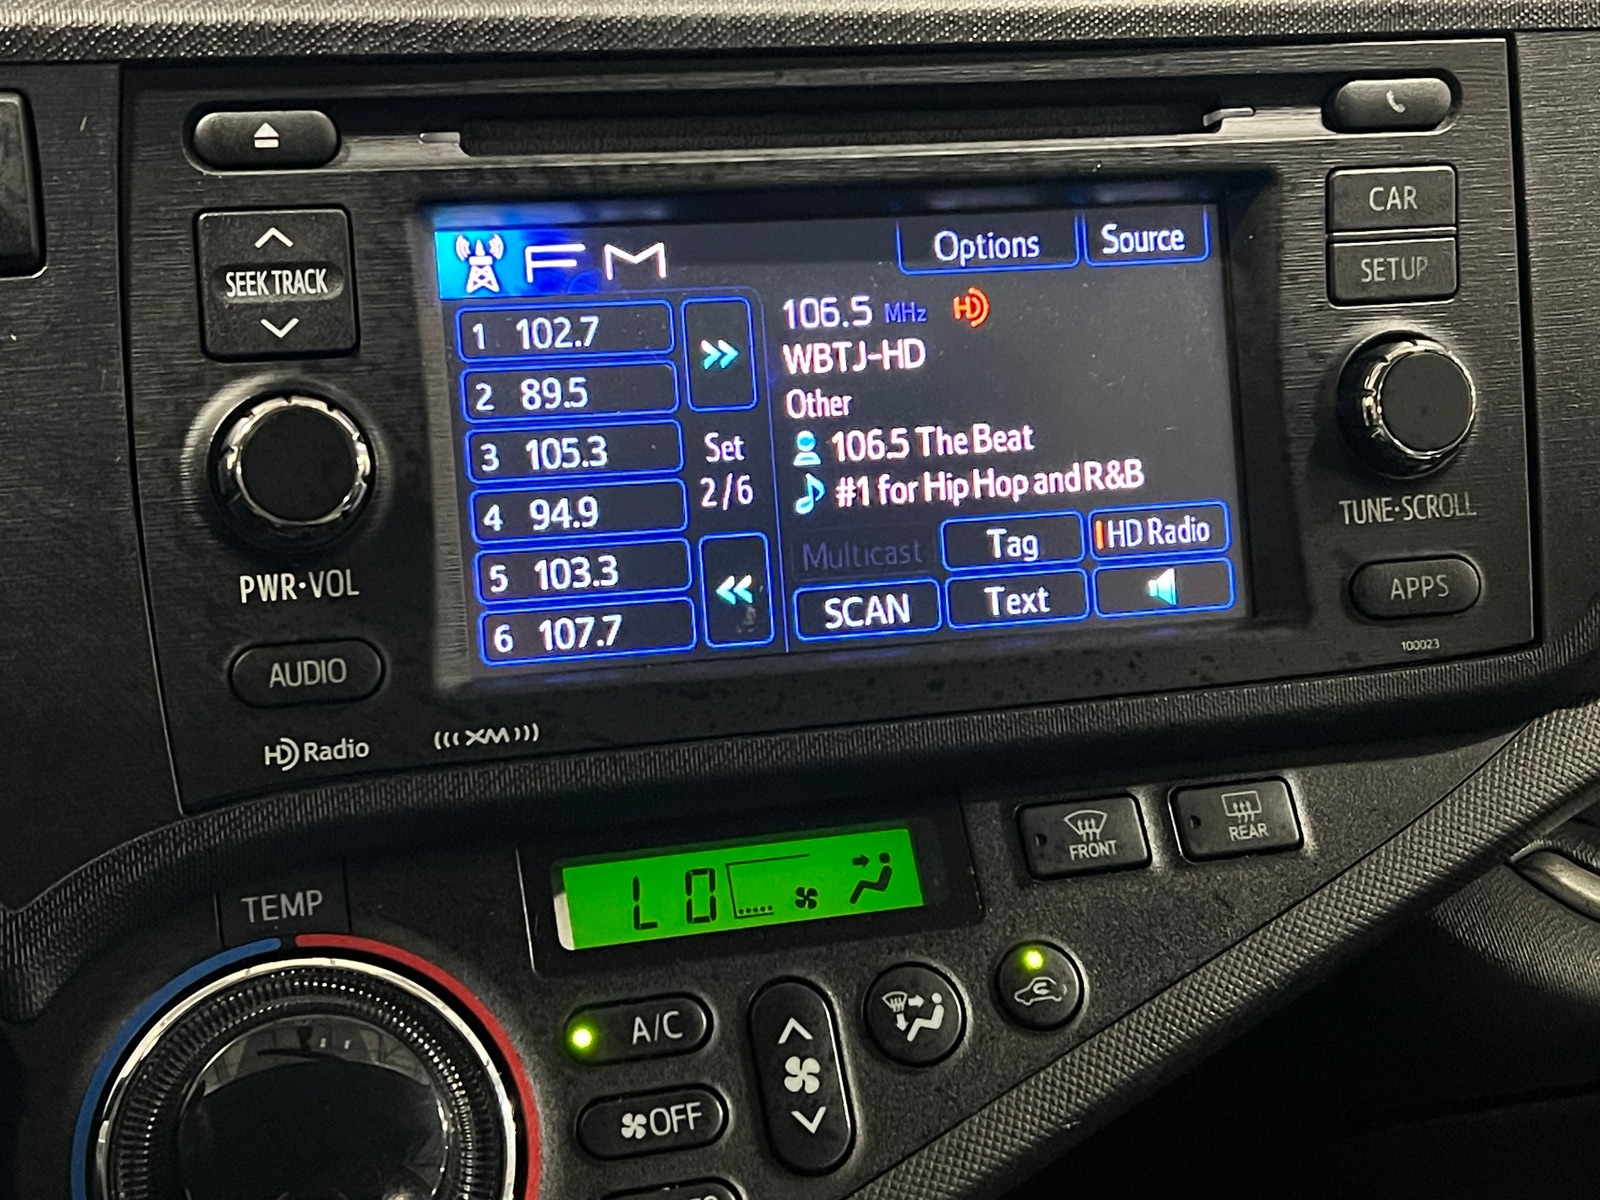 CAR
SETUP
SEEK TRACK
FM
Options
Source
1 102.7
2 89.5
3 105.3
4 94.9
5 103.3
6 107.7
Set
2/6
106.5 MHz HD
WBTJ-HD
Other
106.5 The Beat
#1 for Hip Hop and R&B
Multicast
Tag
HD Radio
SCAN
Text
PWR•VOL
AUDIO
TUNE•SCROLL
APPS
100023
HD Radio
(((XM)))
FRONT
REAR
TEMP
LO
A/C
OFF